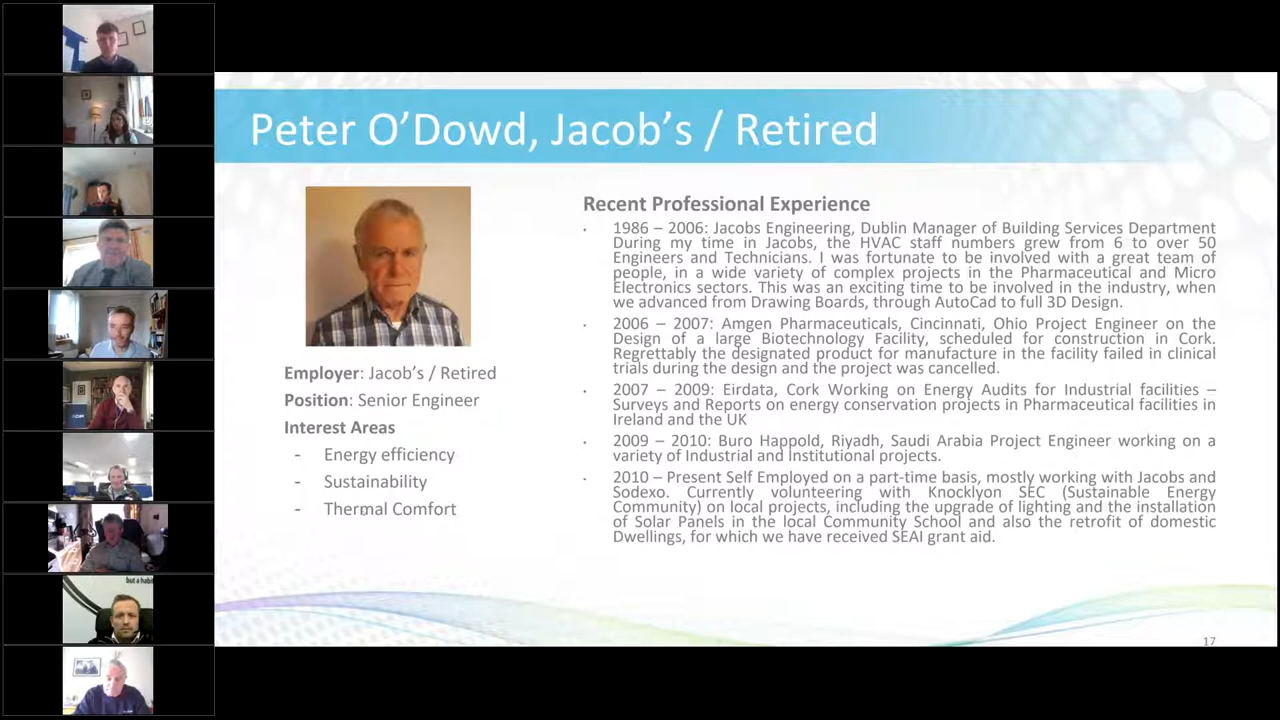 Peter O’Dowd, Jacob’s / Retired
Employer: Jacob’s / Retired
Position: Senior Engineer
Interest Areas
- Energy efficiency
- Sustainability
- Thermal Comfort
Recent Professional Experience
1986 – 2006: Jacobs Engineering, Dublin Manager of Building Services Department
During my time in Jacobs, the HVAC staff numbers grew from 6 to over 50
Engineers and Technicians. I was fortunate to be involved with a great team of
people, in a wide variety of complex projects in the Pharmaceutical and Micro
Electronics sectors. This was an exciting time to be involved in the industry, when
we advanced from Drawing Boards, through AutoCad to full 3D Design.
2006 – 2007: Amgen Pharmaceuticals, Cincinnati, Ohio Project Engineer on the
Design of a large Biotechnology Facility, scheduled for construction in Cork.
Regrettably the designated product for manufacture in the facility failed in clinical
trials during the design and the project was cancelled.
2007 – 2009: Eirdata, Cork Working on Energy Audits for Industrial facilities –
Surveys and Reports on energy conservation projects in Pharmaceutical facilities in
Ireland and the UK
2009 – 2010: Buro Happold, Riyadh, Saudi Arabia Project Engineer working on a
variety of Industrial and Institutional projects.
2010 – Present Self Employed on a part-time basis, mostly working with Jacobs and
Sodexo. Currently volunteering with Knocklyon SEC (Sustainable Energy
Community) on local projects, including the upgrade of lighting and the installation
of Solar Panels in the local Community School and also the retrofit of domestic
Dwellings, for which we have received SEAI grant aid.
17
but a habit